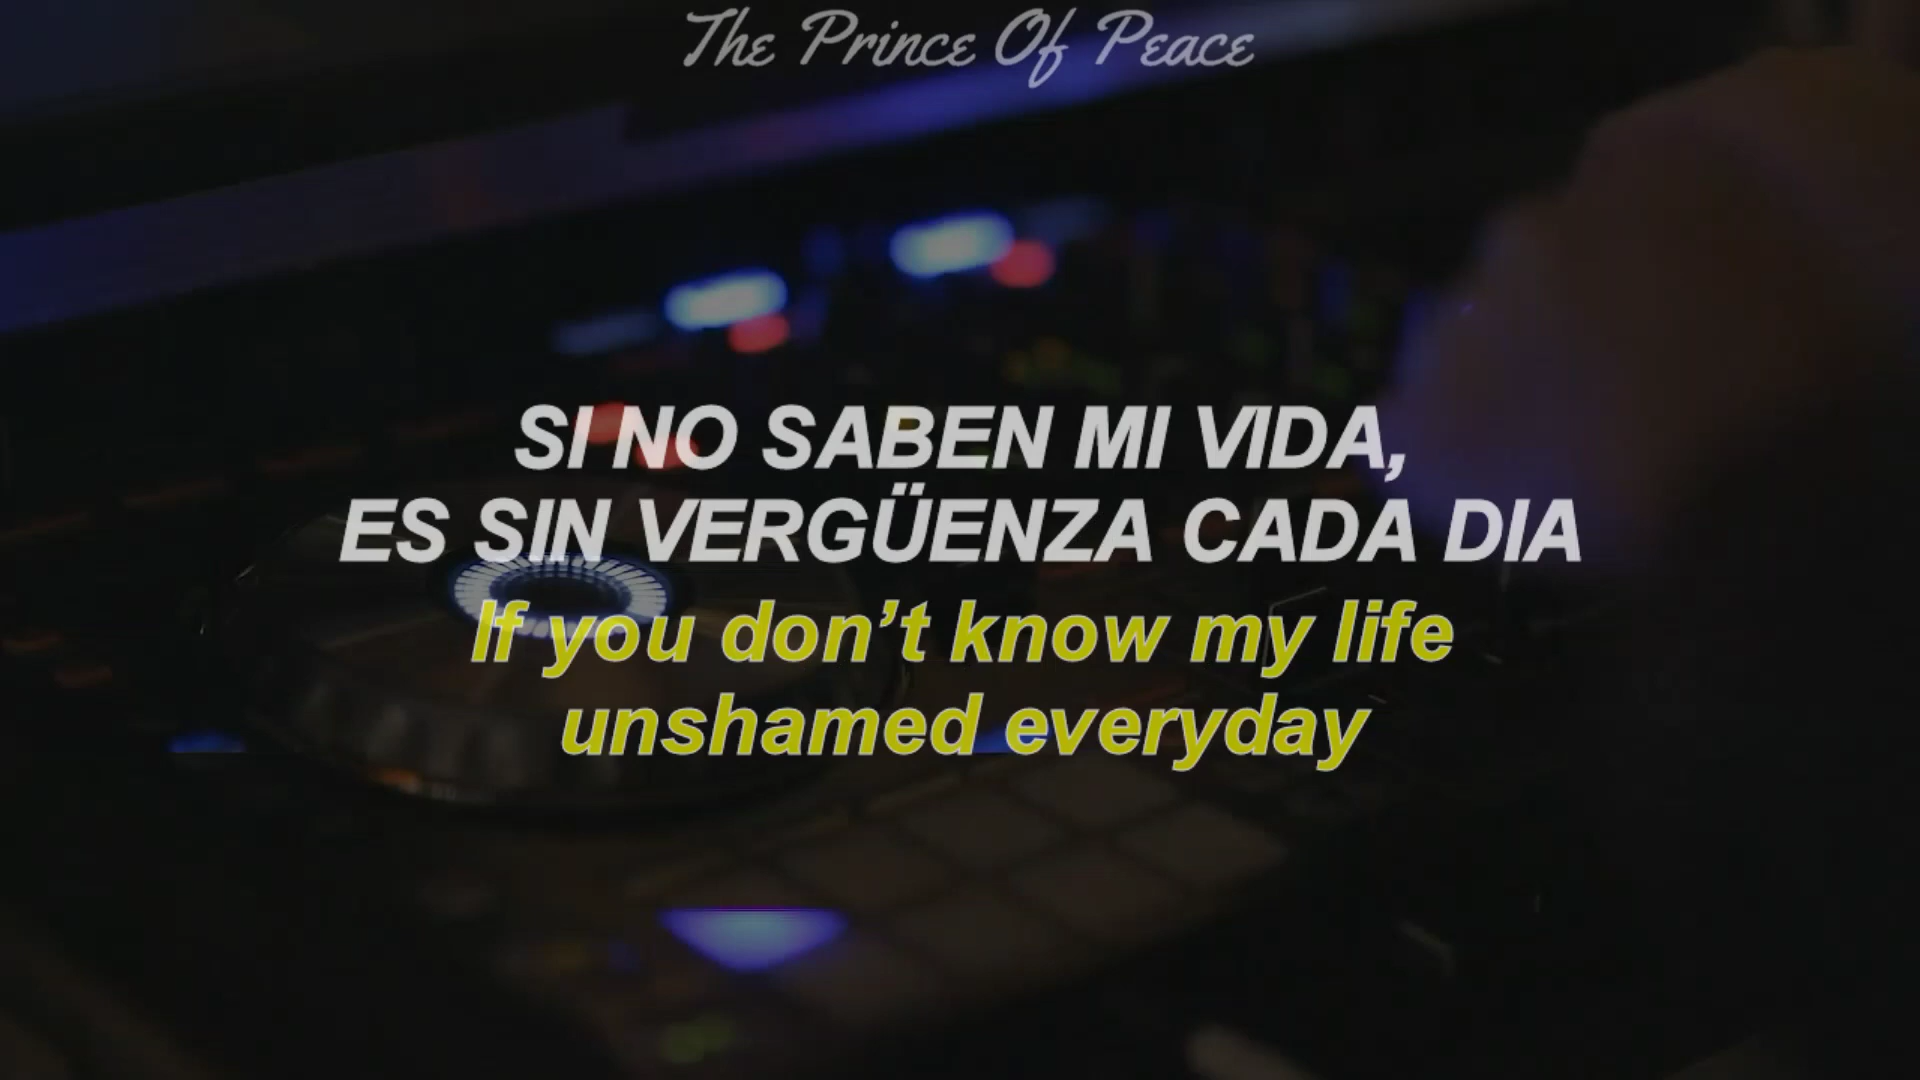 The Prince Of Peace
SI NO SABEN MI VIDA,
ES SIN VERGÜENZA CADA DIA
If you don’t know my life
unshamed everyday